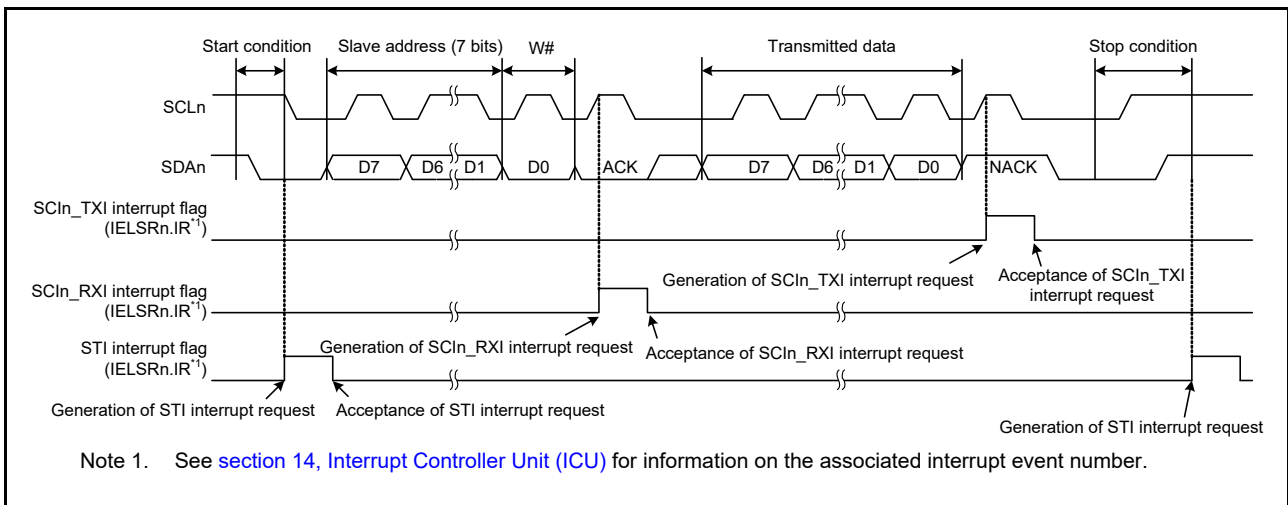 Start condition Slave address (7 bits) W# Transmitted data Stop condition
SCLn
SDAn D7 D6 D1 D0 ACK D7 D6 D1 D0 NACK
SCIn_TXI interrupt flag
(IELSRn.IR*1)
Generation of SCIn_TXI interrupt request
Acceptance of SCIn_TXI
interrupt request
SCIn_RXI interrupt flag
(IELSRn.IR*1)
Generation of SCIn_RXI interrupt request
Acceptance of SCIn_RXI interrupt request
STI interrupt flag
(IELSRn.IR*1)
Generation of STI interrupt request
Acceptance of STI interrupt request
Generation of STI interrupt request
Note 1. See section 14, Interrupt Controller Unit (ICU) for information on the associated interrupt event number.